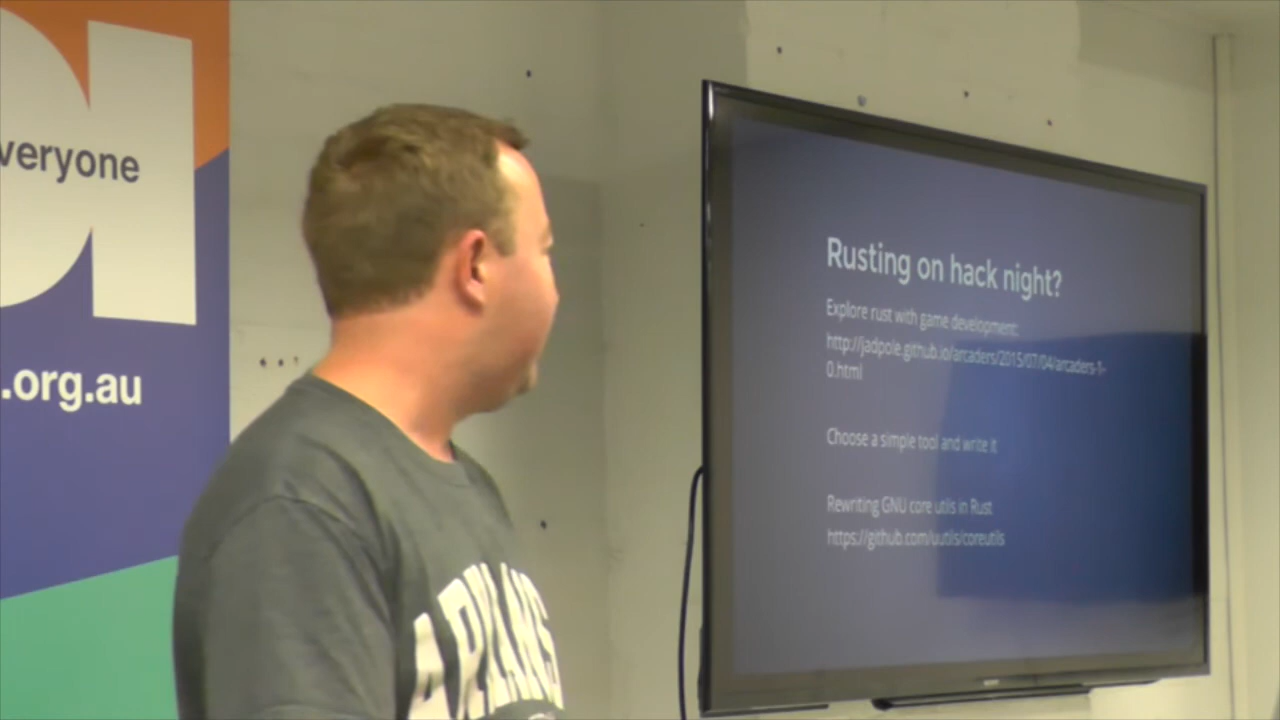 veryone
.org.au
Rusting on hack night?
Explore rust with game development:
http://jadpole.github.io/arcaders/2015/07/04/arcaders-1-
0.html
Choose a simple tool and write it
Rewriting GNU core utils in Rust
https://github.com/uutils/coreutils
ARKANS